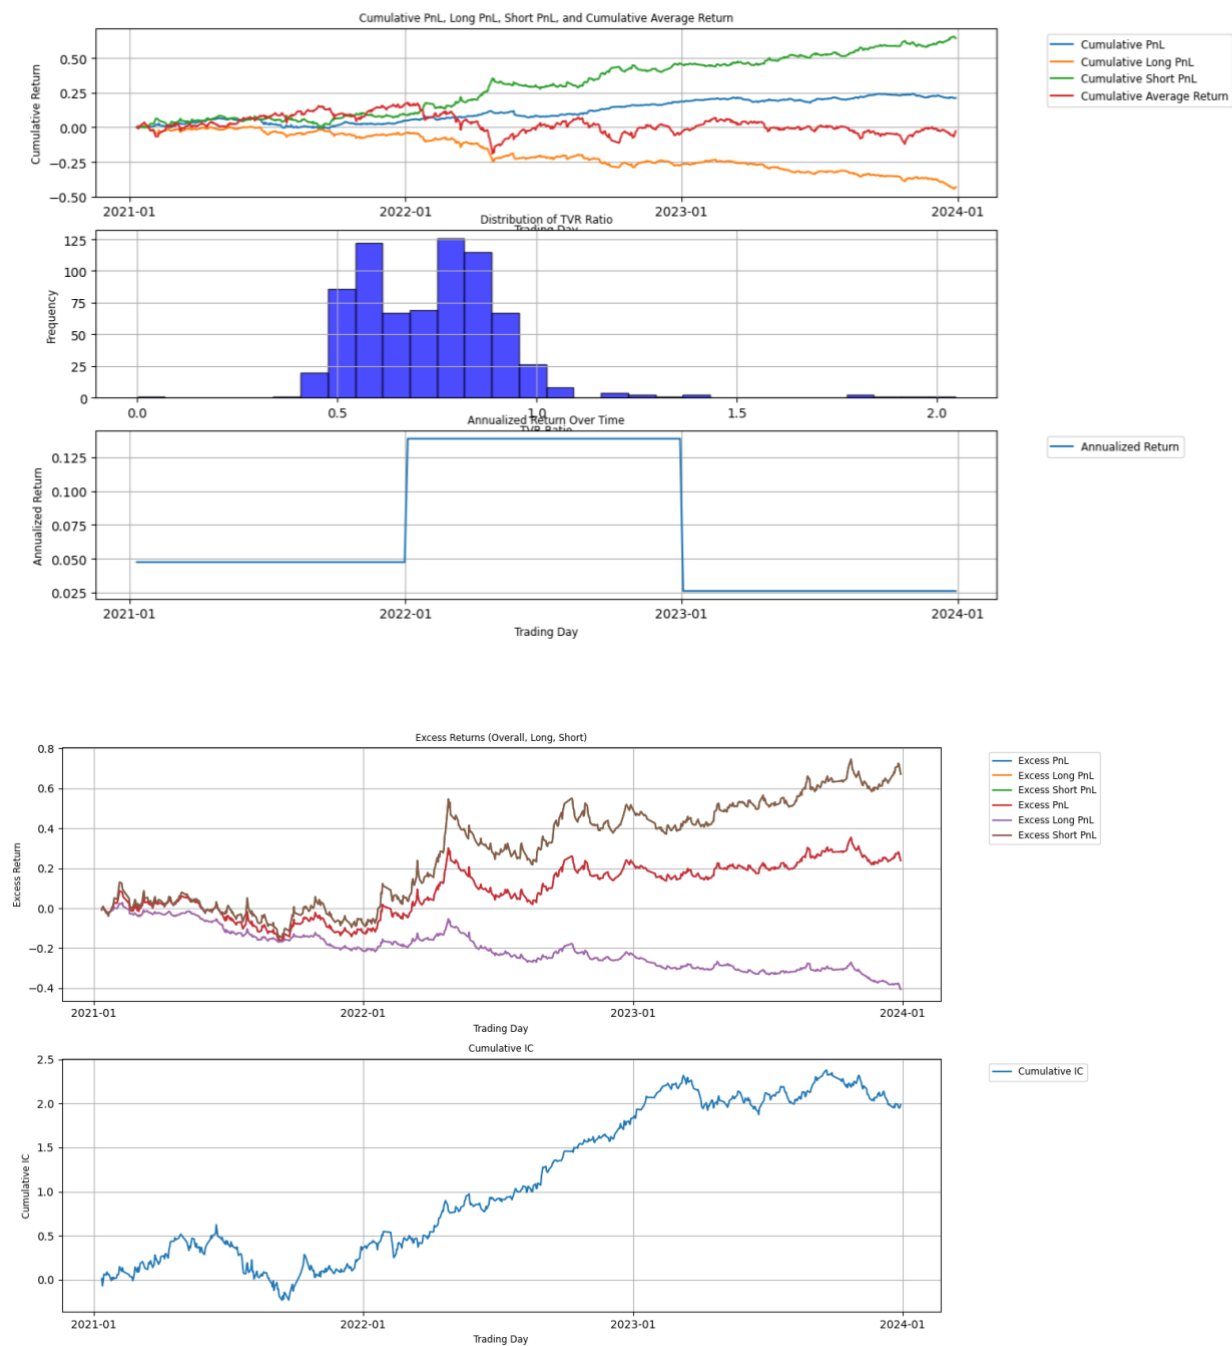 Cumulative PnL, Long PnL, Short PnL, and Cumulative Average Return
Cumulative Return
0.50
0.25
0.00
−0.25
−0.50
2021-01
2022-01
2023-01
2024-01
Trading Day
Cumulative PnL
Cumulative Long PnL
Cumulative Short PnL
Cumulative Average Return
Distribution of TVR Ratio
Frequency
125
100
75
50
25
0
0.0
0.5
1.0
1.5
2.0
TVR Ratio
Annualized Return Over Time
Annualized Return
0.125
0.100
0.075
0.050
0.025
2021-01
2022-01
2023-01
2024-01
Trading Day
Annualized Return
Excess Returns (Overall, Long, Short)
Excess Return
0.8
0.6
0.4
0.2
0.0
−0.2
−0.4
2021-01
2022-01
2023-01
2024-01
Trading Day
Excess PnL
Excess Long PnL
Excess Short PnL
Excess PnL
Excess Long PnL
Excess Short PnL
Cumulative IC
Cumulative IC
2.5
2.0
1.5
1.0
0.5
0.0
2021-01
2022-01
2023-01
2024-01
Trading Day
Cumulative IC